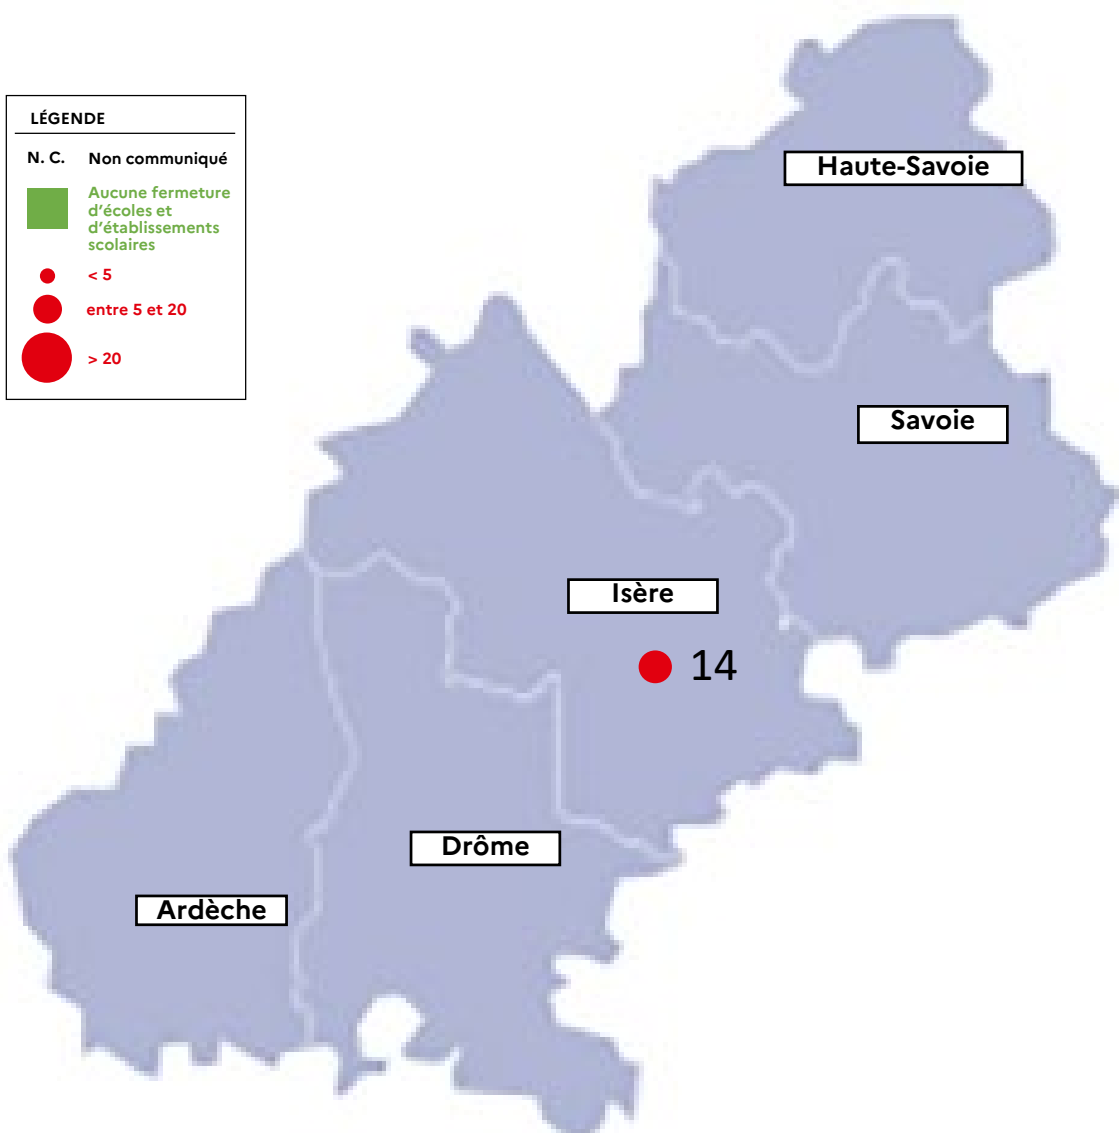 LÉGENDE
N. C. Non communiqué
Aucune fermeture
d'écoles et
d'établissements
scolaires
< 5
entre 5 et 20
> 20
Haute-Savoie
Savoie
Isère
14
Drôme
Ardèche